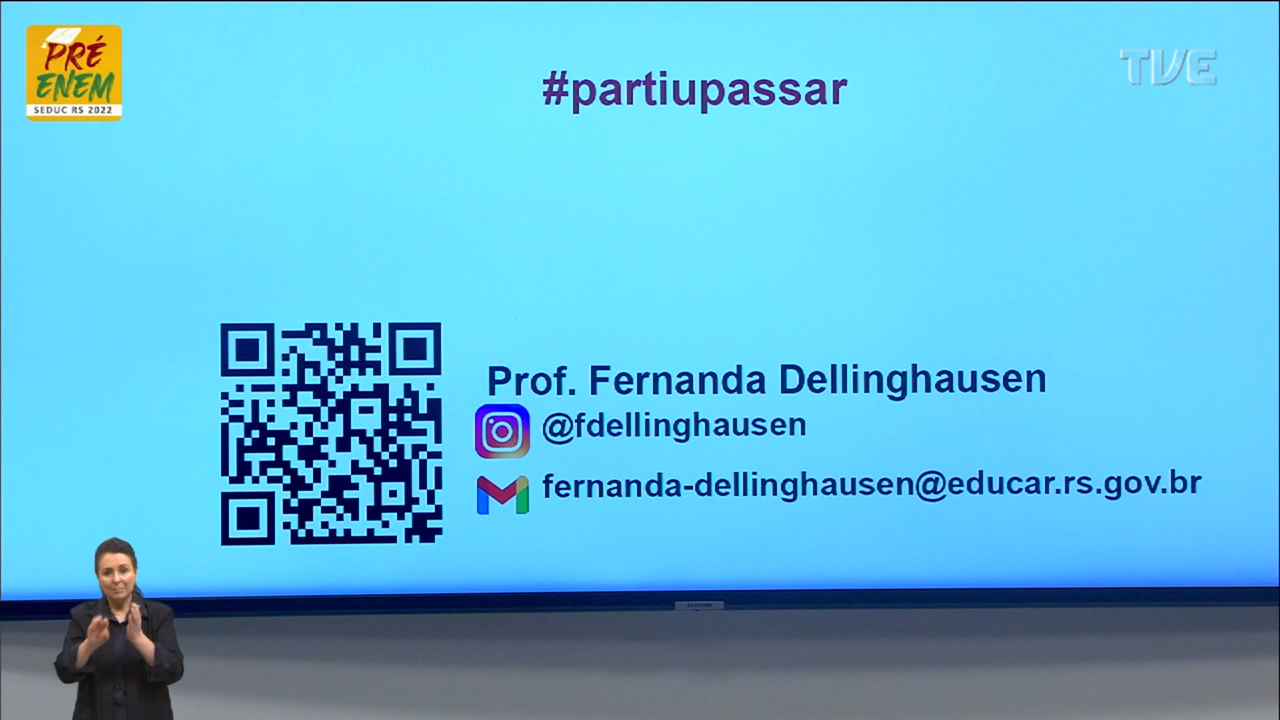 PRÉ
ENEM
SEDUC RS 2022
#partiupassar
TVE
Prof. Fernanda Dellinghausen
@fdellinghausen
fernanda-dellinghausen@educar.rs.gov.br